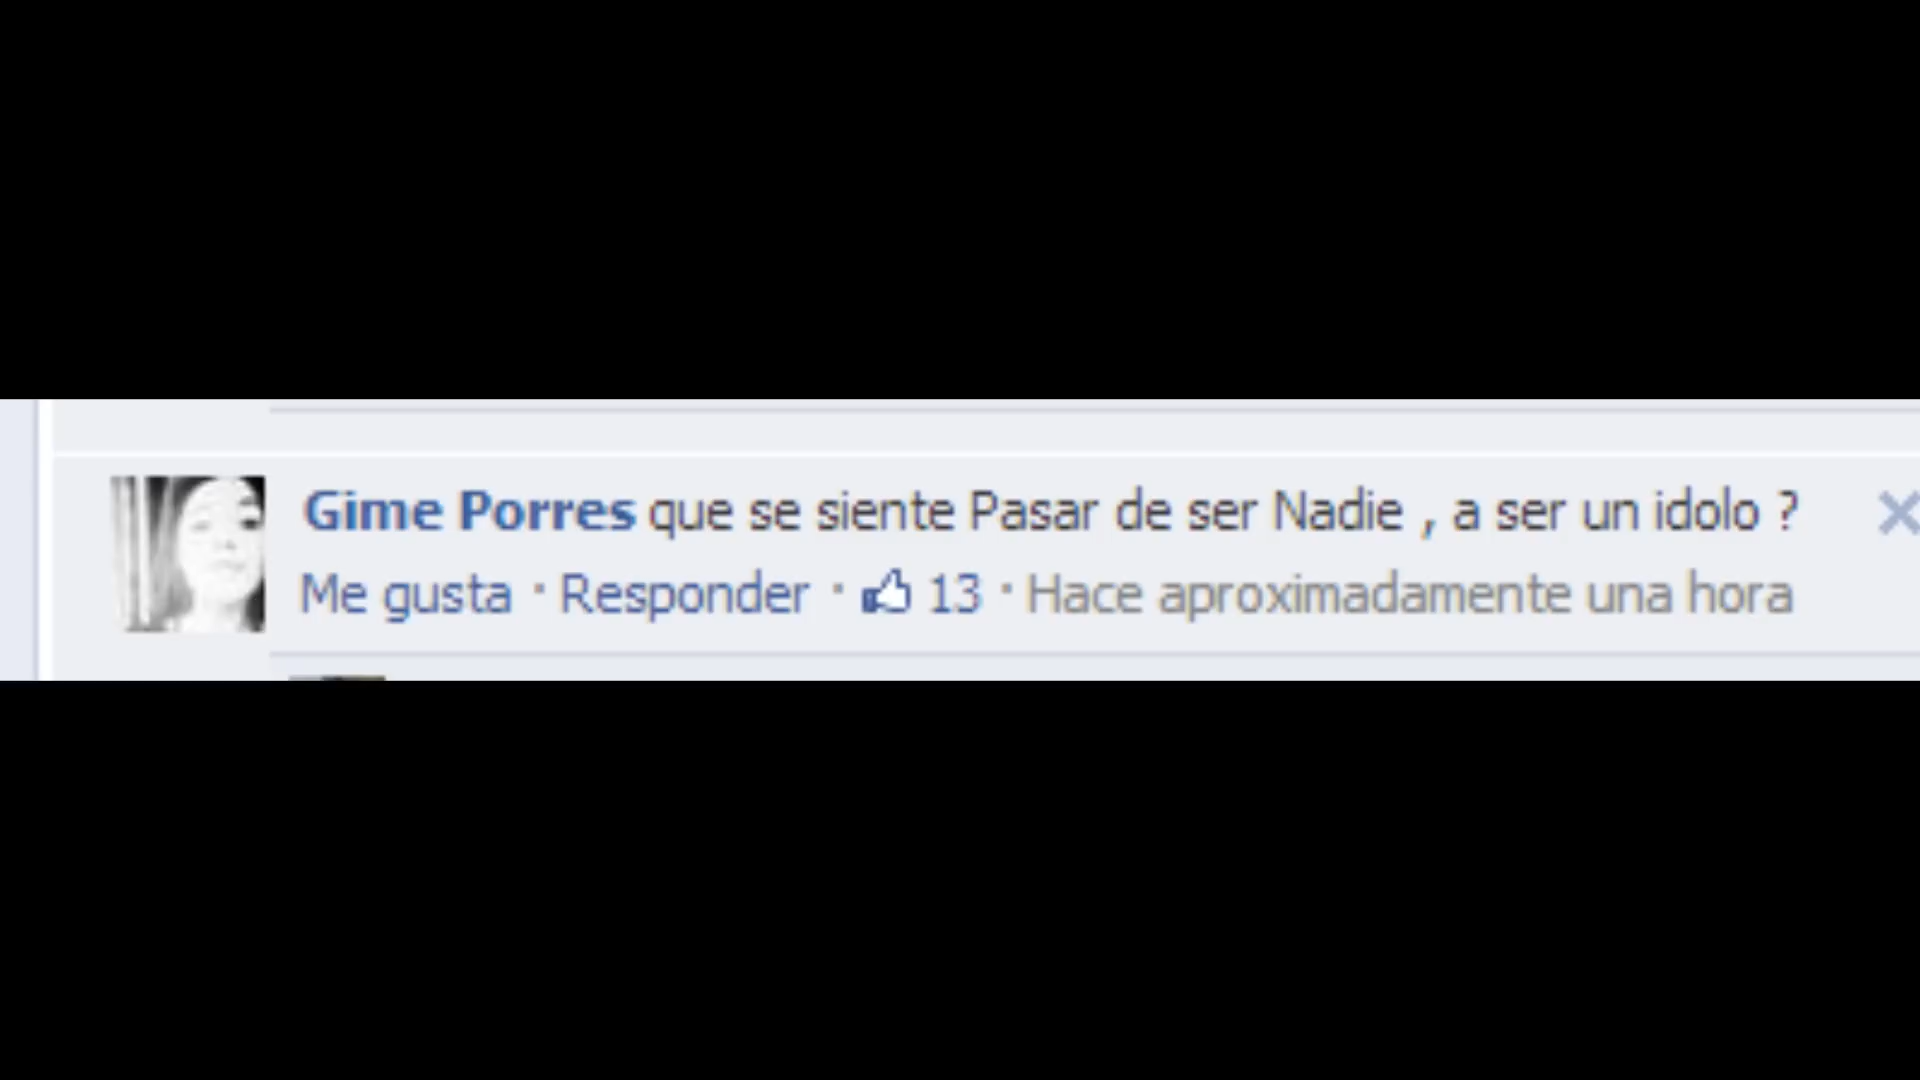 Gime Porres que se siente Pasar de ser Nadie , a ser un idolo ?
Me gusta · Responder · 13 · Hace aproximadamente una hora